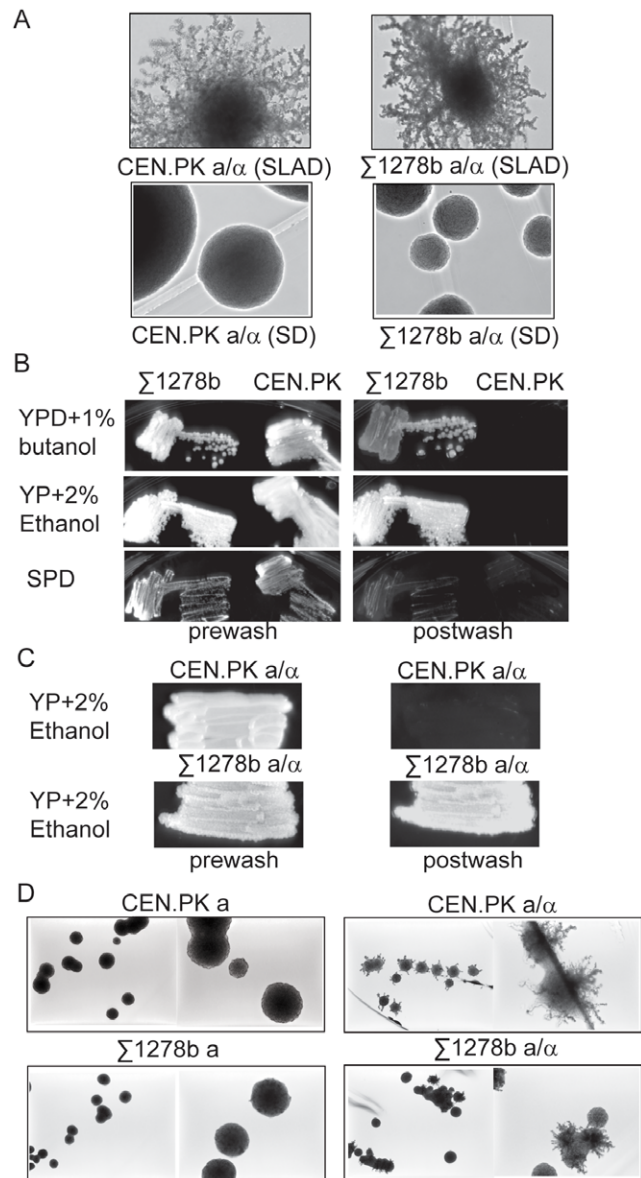 A
CEN.PK a/α (SLAD) ∑1278b a/α (SLAD)
CEN.PK a/α (SD) ∑1278b a/α (SD)
B
∑1278b CEN.PK ∑1278b CEN.PK
YPD+1%
butanol
YP+2%
Ethanol
SPD
prewash postwash
C
CEN.PK a/α CEN.PK a/α
YP+2%
Ethanol
∑1278b a/α ∑1278b a/α
YP+2%
Ethanol
prewash postwash
D
CEN.PK a CEN.PK a/α
∑1278b a ∑1278b a/α